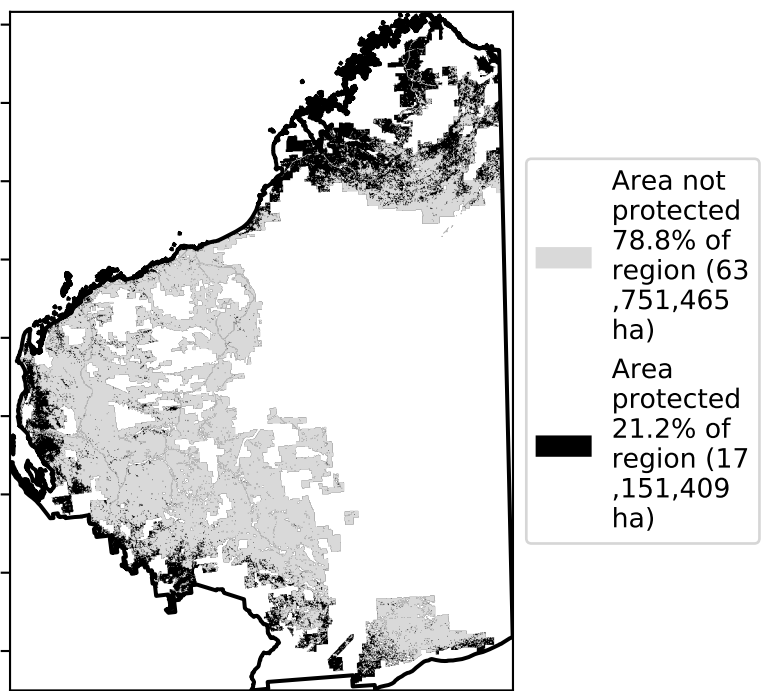 Area not
protected
78.8% of
region (63
,751,465
ha)
Area
protected
21.2% of
region (17
,151,409
ha)